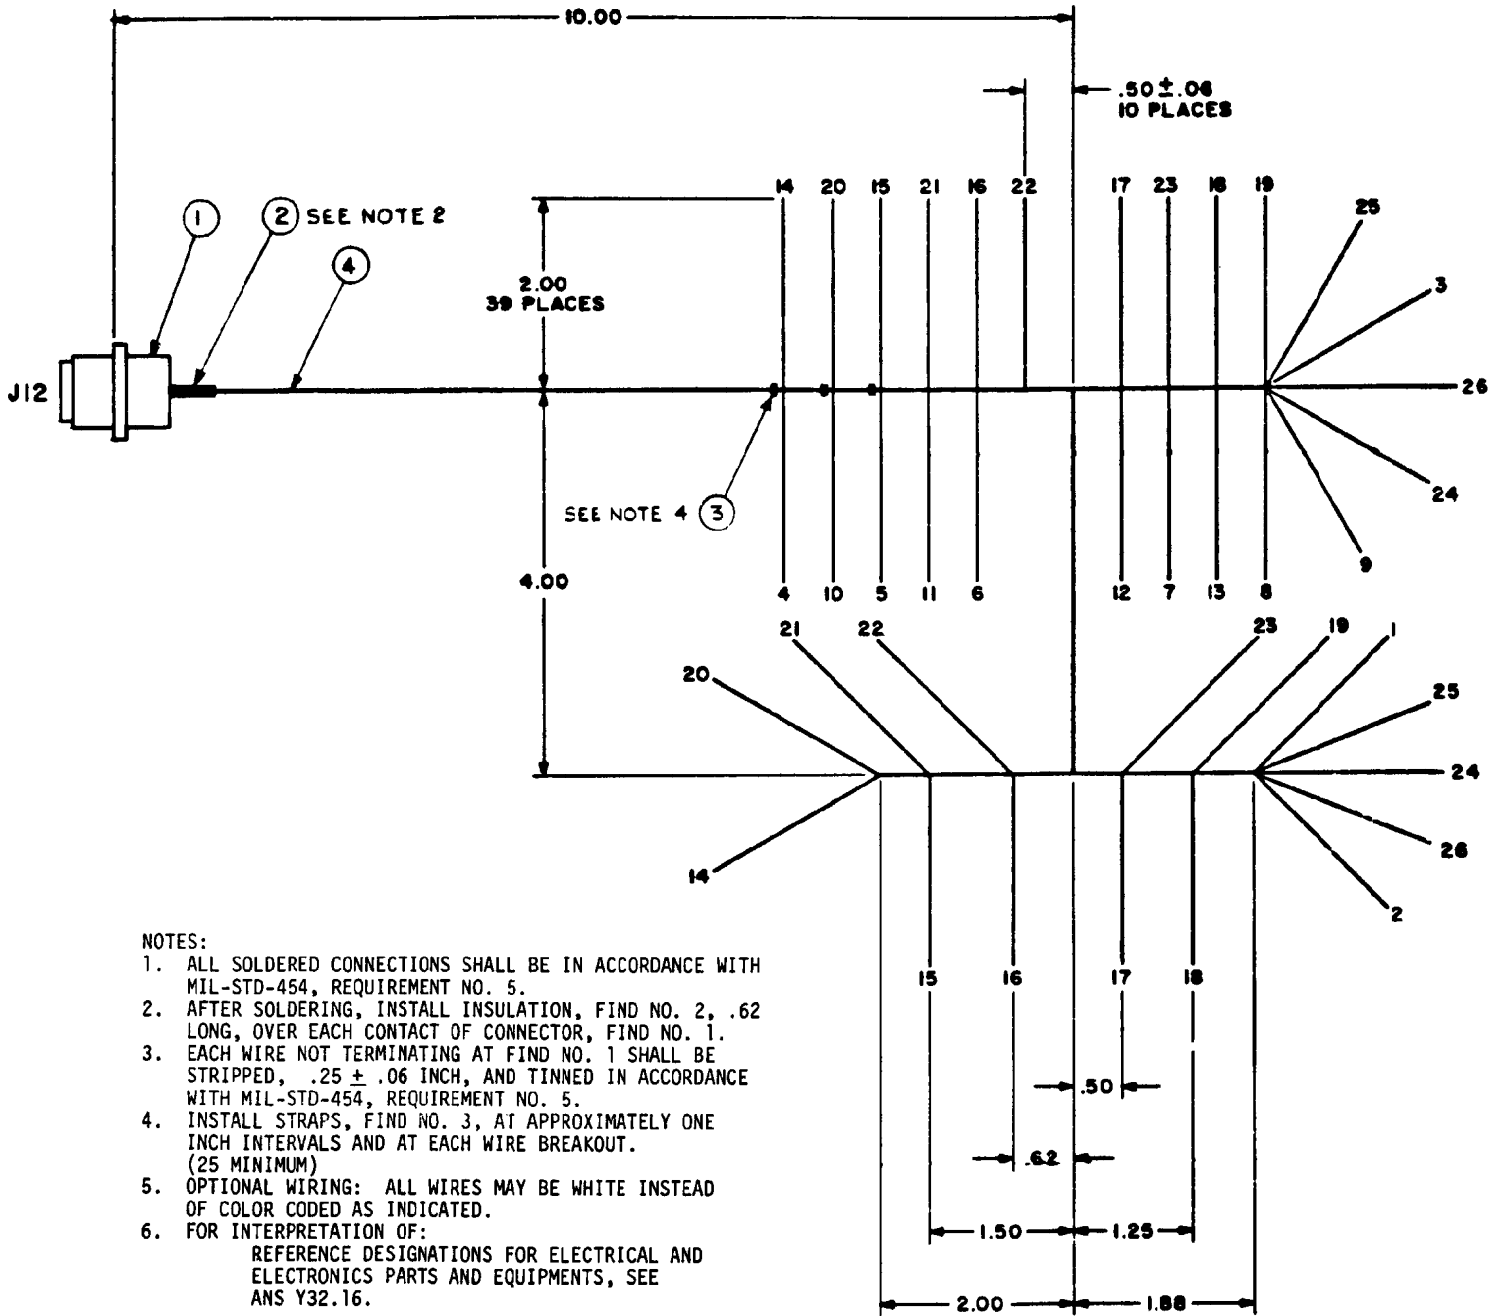 10.00
.50 ± .06
10 PLACES
14 20 15 21 16 22 17 23 18 19
25
1
2 SEE NOTE 2
4
3
2.00
39 PLACES
J12
26
24
SEE NOTE 4 3
9
4.00
4 10 5 11 6 12 7 13 8
21 22 23 19 1
20
25
24
26
14
2
15 16 17 18
.50
.62
1.50 1.25
2.00 1.88
NOTES:
1. ALL SOLDERED CONNECTIONS SHALL BE IN ACCORDANCE WITH
MIL-STD-454, REQUIREMENT NO. 5.
2. AFTER SOLDERING, INSTALL INSULATION, FIND NO. 2, .62
LONG, OVER EACH CONTACT OF CONNECTOR, FIND NO. 1.
3. EACH WIRE NOT TERMINATING AT FIND NO. 1 SHALL BE
STRIPPED, .25 ± .06 INCH, AND TINNED IN ACCORDANCE
WITH MIL-STD-454, REQUIREMENT NO. 5.
4. INSTALL STRAPS, FIND NO. 3, AT APPROXIMATELY ONE
INCH INTERVALS AND AT EACH WIRE BREAKOUT.
(25 MINIMUM)
5. OPTIONAL WIRING: ALL WIRES MAY BE WHITE INSTEAD
OF COLOR CODED AS INDICATED.
6. FOR INTERPRETATION OF:
REFERENCE DESIGNATIONS FOR ELECTRICAL AND
ELECTRONICS PARTS AND EQUIPMENTS, SEE
ANS Y32.16.